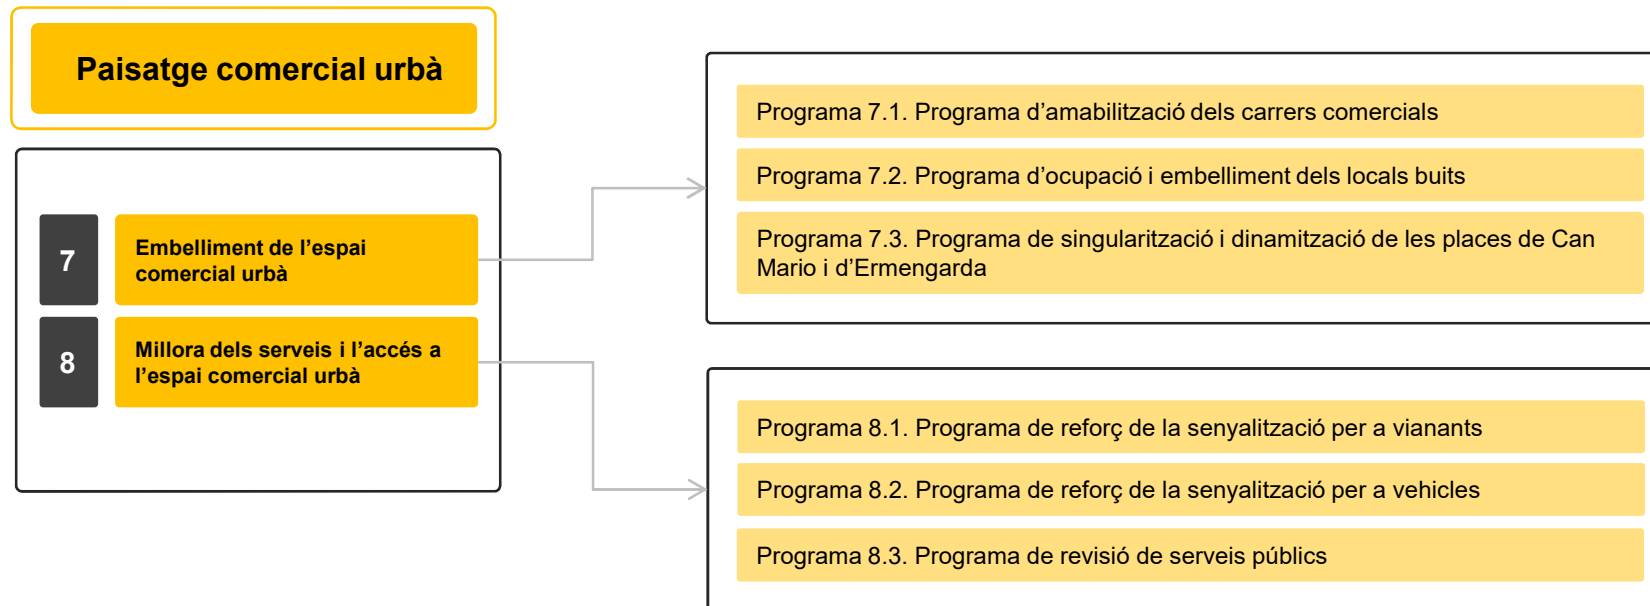 Paisatge comercial urbà
7
Embelliment de l’espai
comercial urbà
8
Millora dels serveis i l’accés a
l’espai comercial urbà
Programa 7.1. Programa d’amabilització dels carrers comercials
Programa 7.2. Programa d’ocupació i embelliment dels locals buits
Programa 7.3. Programa de singularització i dinamització de les places de Can
Mario i d’Ermengarda
Programa 8.1. Programa de reforç de la senyalització per a vianants
Programa 8.2. Programa de reforç de la senyalització per a vehicles
Programa 8.3. Programa de revisió de serveis públics